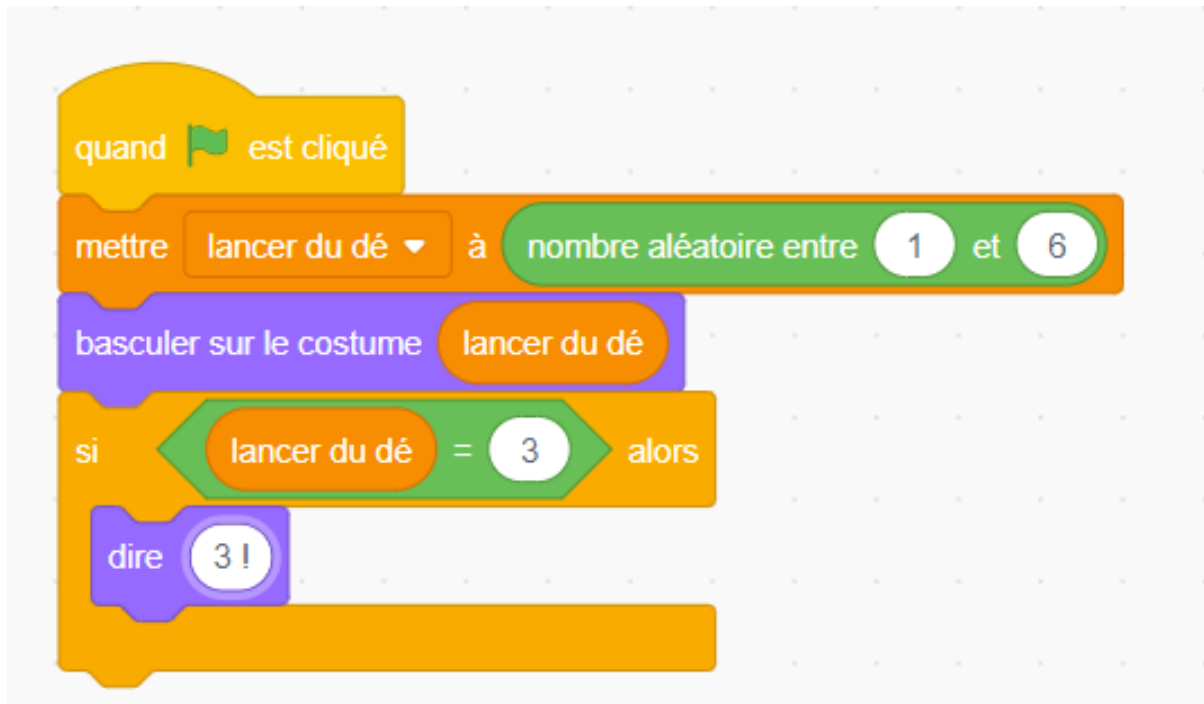 quand est cliqué
mettre lancer du dé à nombre aléatoire entre 1 et 6
basculer sur le costume lancer du dé
si lancer du dé = 3 alors
dire 3 !